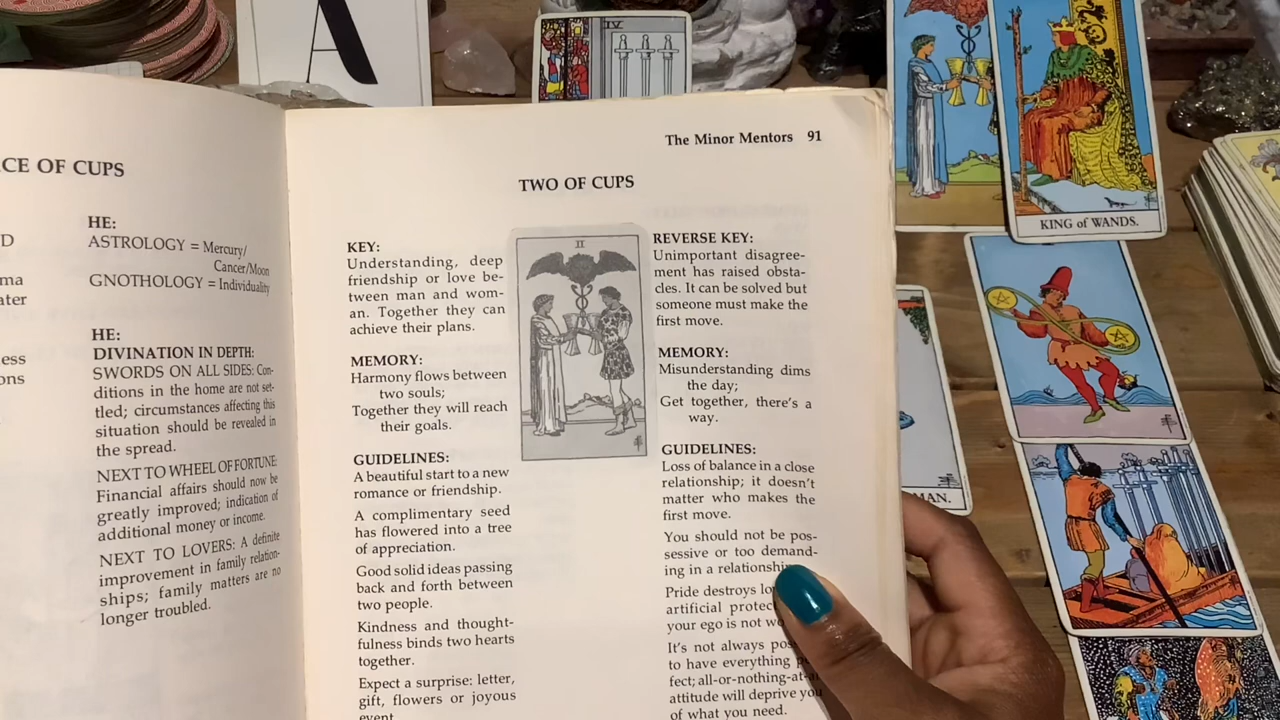 A
IV
The Minor Mentors 91
CE OF CUPS
HE:
ASTROLOGY = Mercury/
Cancer/Moon
GNOTHOLOGY = Individuality
HE:
DIVINATION IN DEPTH:
SWORDS ON ALL SIDES: Con-
ditions in the home are not set-
tled; circumstances affecting this
situation should be revealed in
the spread.
NEXT TO WHEEL OF FORTUNE:
Financial affairs should now be
greatly improved; indication of
additional money or income.
NEXT TO LOVERS: A definite
improvement in family relation-
ships; family matters are no
longer troubled.
D
ma
ater
ess
ons
TWO OF CUPS
KEY:
Understanding, deep
friendship or love be-
tween man and wom-
an. Together they can
achieve their plans.
MEMORY:
Harmony flows between
two souls;
Together they will reach
their goals.
GUIDELINES:
A beautiful start to a new
romance or friendship.
A complimentary seed
has flowered into a tree
of appreciation.
Good solid ideas passing
back and forth between
two people.
Kindness and thought-
fulness binds two hearts
together.
Expect a surprise: letter,
gift, flowers or joyous
event
II
REVERSE KEY:
Unimportant disagree-
ment has raised obsta-
cles. It can be solved but
someone must make the
first move.
MEMORY:
Misunderstanding dims
the day;
Get together, there's a
way.
GUIDELINES:
Loss of balance in a close
relationship; it doesn't
matter who makes the
first move.
You should not be pos-
sessive or too demand-
ing in a relationship
Pride destroys lo
artificial protec
your ego is not wo
It's not always pos
to have everything p
fect; all-or-nothing-at-a
attitude will deprive you
of what you need.
KING of WANDS.
MAN.